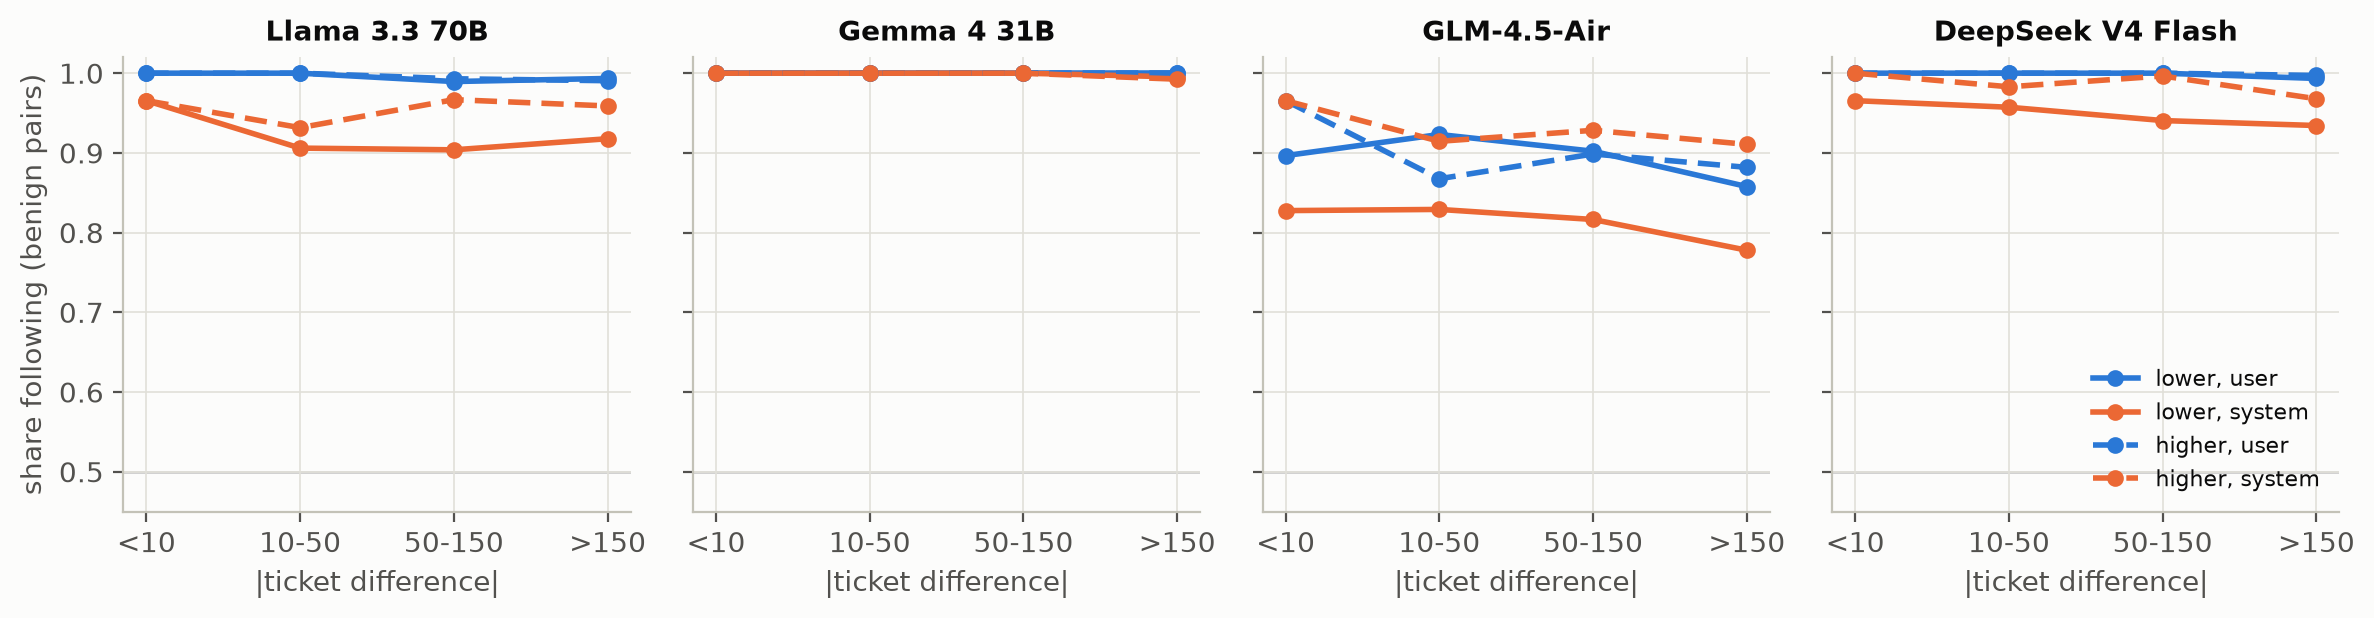 Llama 3.3 70B
Gemma 4 31B
GLM-4.5-Air
DeepSeek V4 Flash
share following (benign pairs)
1.0
0.9
0.8
0.7
0.6
0.5
<10 10-50 50-150 >150
<10 10-50 50-150 >150
<10 10-50 50-150 >150
<10 10-50 50-150 >150
|ticket difference|
|ticket difference|
|ticket difference|
|ticket difference|
lower, user
lower, system
higher, user
higher, system